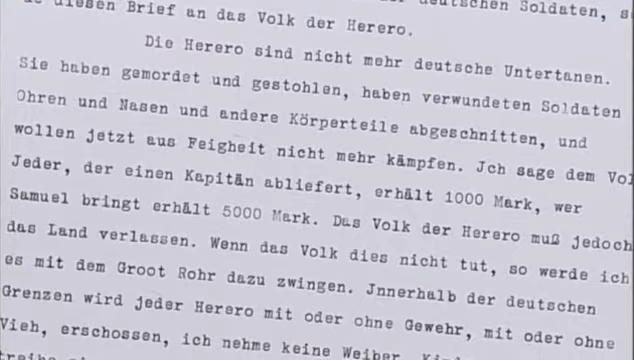 diesen Brief an das Volk der Herero. deutschen Soldaten,
Die Herero sind nicht mehr deutsche Untertanen.
Sie haben gemordet und gestohlen, haben verwundeten Soldaten
Ohren und Nasen und andere Körperteile abgeschnitten, und
wollen jetzt aus Feigheit nicht mehr kämpfen. Jch sage dem Vol
Jeder, der einen Kapitän abliefert, erhält 1000 Mark, wer
Samuel bringt erhält 5000 Mark. Das Volk der Herero muß jedoch
das Land verlassen. Wenn das Volk dies nicht tut, so werde ich
es mit dem Groot Rohr dazu zwingen. Jnnerhalb der deutschen
Grenzen wird jeder Herero mit oder ohne Gewehr, mit oder ohne
Vieh, erschossen, ich nehme keine Weiber